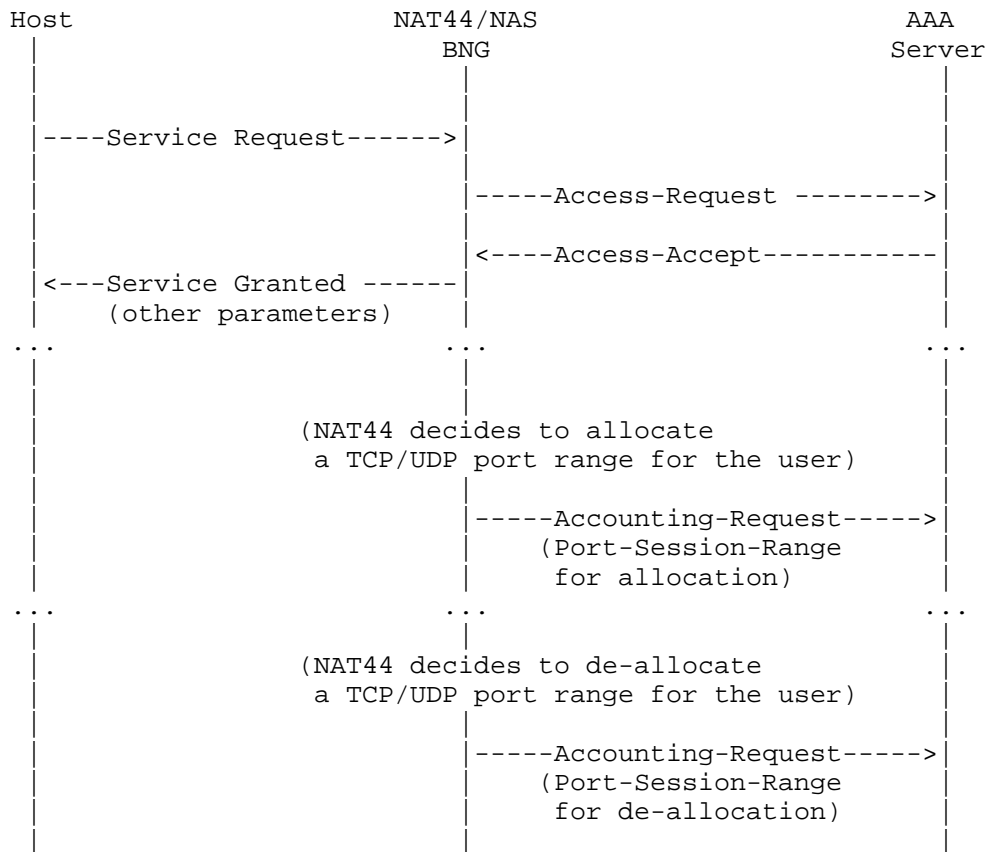 Host NAT44/NAS AAA
BNG Server
----Service Request------>
-----Access-Request -------->
<----Access-Accept-----------
<---Service Granted ------
(other parameters)
... ... ...
(NAT44 decides to allocate
a TCP/UDP port range for the user)
-----Accounting-Request----->
(Port-Session-Range
for allocation)
... ... ...
(NAT44 decides to de-allocate
a TCP/UDP port range for the user)
-----Accounting-Request----->
(Port-Session-Range
for de-allocation)